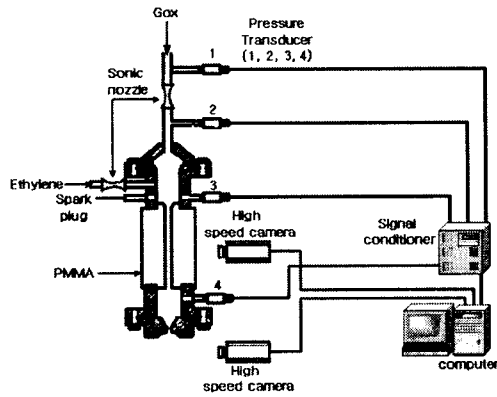 Gox
Pressure
Transducer
(1, 2, 3, 4)
1
Sonic
nozzle
2
Ethylene
Spark
plug
3
High
speed camera
Signal
conditioner
PMMA
4
High
speed camera
computer